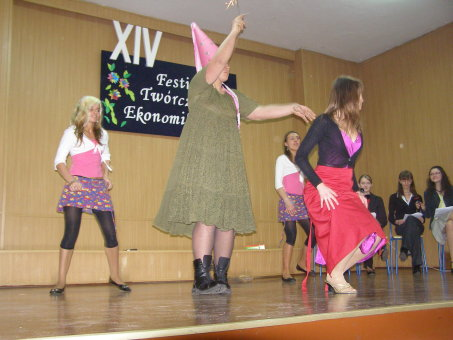 XIV
Festi
Twórcz
Ekonomi